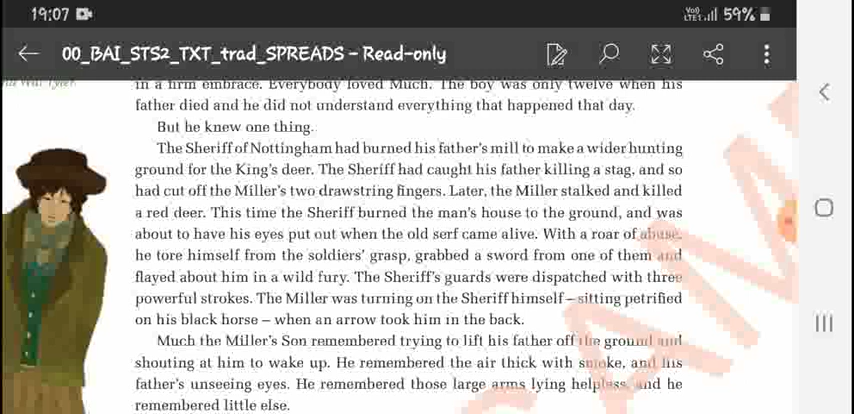 19:07
Vo)) LTE1 59%
00_BAI_STS2_TXT_trad_SPREADS – Read-only
in a firm embrace. Everybody loved Much. The boy was only twelve when his
father died and he did not understand everything that happened that day.
But he knew one thing.
The Sheriff of Nottingham had burned his father's mill to make a wider hunting
ground for the King's deer. The Sheriff had caught his father killing a stag, and so
had cut off the Miller's two drawstring fingers. Later, the Miller stalked and killed
a red deer. This time the Sheriff burned the man's house to the ground, and was
about to have his eyes put out when the old serf came alive. With a roar of abuse,
he tore himself from the soldiers' grasp, grabbed a sword from one of them and
flayed about him in a wild fury. The Sheriff's guards were dispatched with three
powerful strokes. The Miller was turning on the Sheriff himself – sitting petrified
on his black horse – when an arrow took him in the back.
Much the Miller's Son remembered trying to lift his father off the ground and
shouting at him to wake up. He remembered the air thick with smoke, and his
father's unseeing eyes. He remembered those large arms lying helpless, and he
remembered little else.